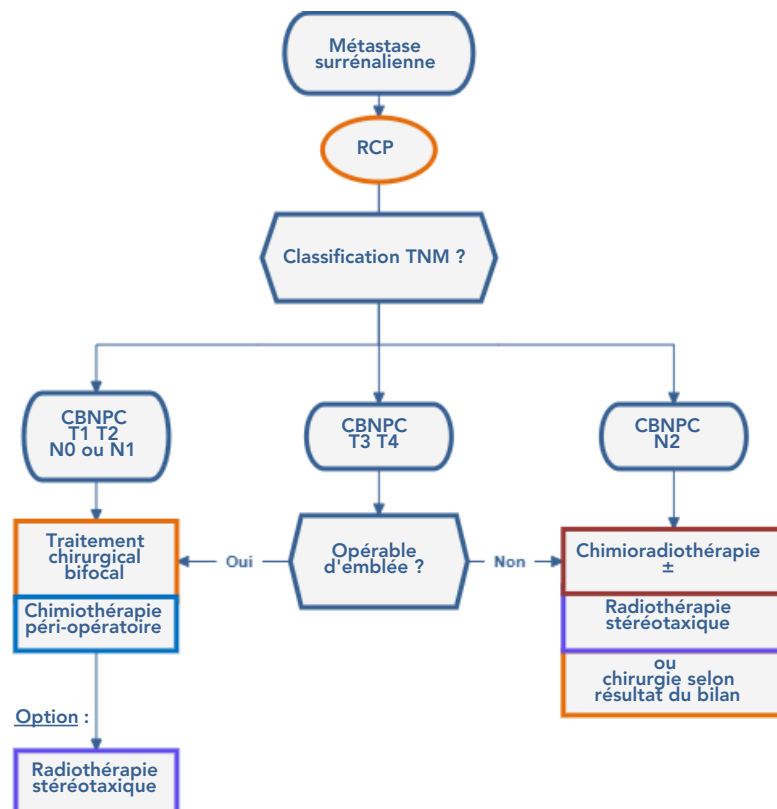 Métastase
surrénalienne
RCP
Classification TNM ?
CBNPC
T1 T2
N0 ou N1
CBNPC
T3 T4
CBNPC
N2
Traitement
chirurgical
bifocal
Chimiothérapie
péri-opératoire
Oui
Opérable
d'emblée ?
Non
Chimioradiothérapie
±
Radiothérapie
stéréotaxique
ou
chirurgie selon
résultat du bilan
Option :
Radiothérapie
stéréotaxique